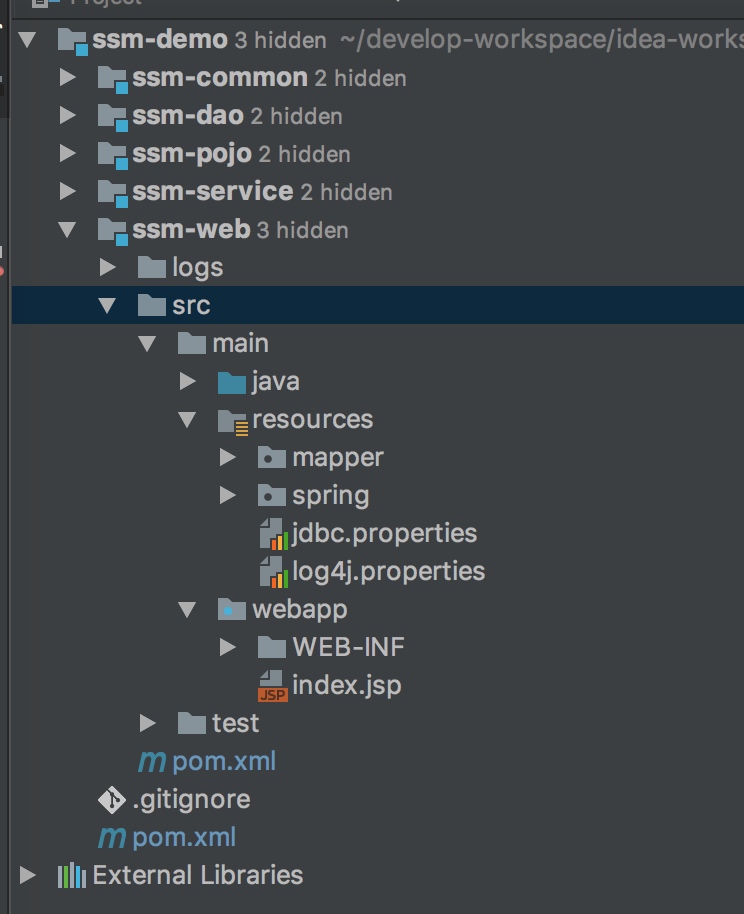 Project
ssm-demo 3 hidden ~/develop-workspace/idea-works
ssm-common 2 hidden
ssm-dao 2 hidden
ssm-pojo 2 hidden
ssm-service 2 hidden
ssm-web 3 hidden
logs
src
main
java
resources
mapper
spring
jdbc.properties
log4j.properties
webapp
WEB-INF
JSP index.jsp
test
m pom.xml
.gitignore
m pom.xml
External Libraries